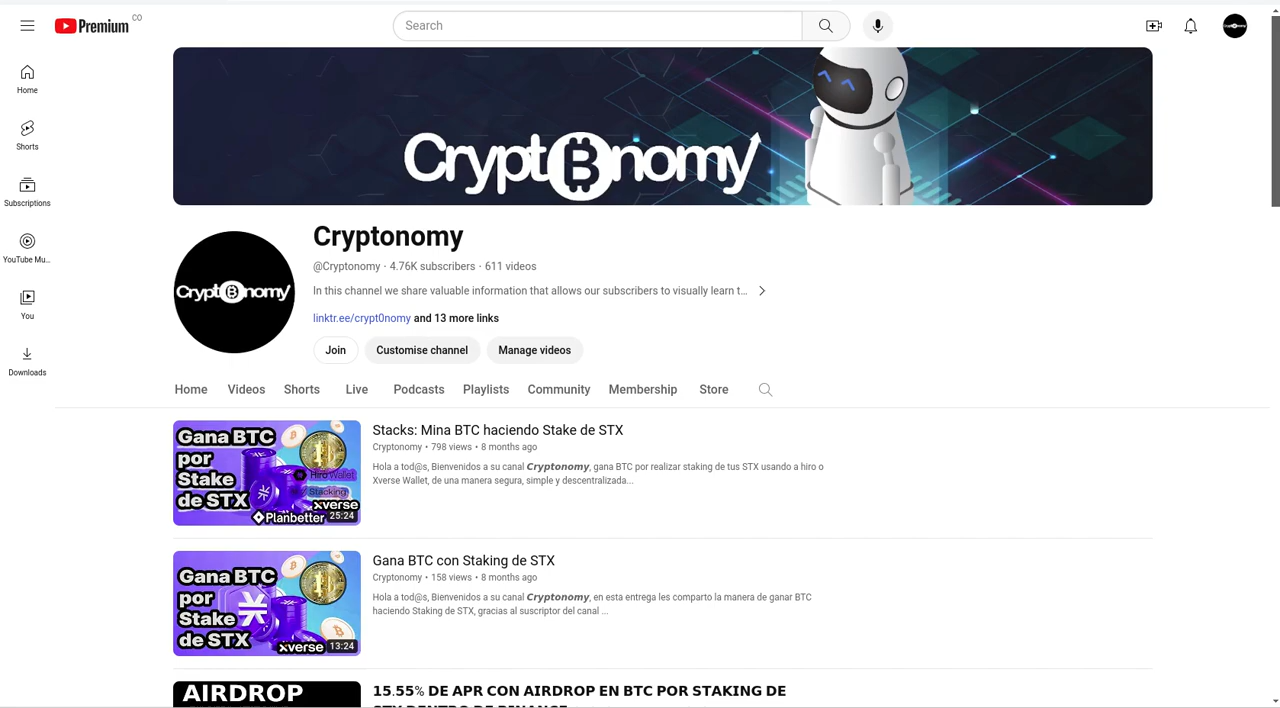 Premium CO
Search
Cryptonomy
Home
Shorts
Subscriptions
YouTube Mu...
You
Downloads
Cryptonomy
Cryptonomy
@Cryptonomy · 4.76K subscribers · 611 videos
In this channel we share valuable information that allows our subscribers to visually learn t...
linktr.ee/crypt0nomy and 13 more links
Join
Customise channel
Manage videos
Home Videos Shorts Live Podcasts Playlists Community Membership Store
Gana BTC
por
Stake
de STX
Hiro Wallet
Stacking
xverse
Planbetter
25:24
Stacks: Mina BTC haciendo Stake de STX
Cryptonomy • 798 views • 8 months ago
Hola a tod@s, Bienvenidos a su canal 𝘾𝙧𝙮𝙥𝙩𝙤𝙣𝙤𝙢𝙮, gana BTC por realizar staking de tus STX usando a hiro o
Xverse Wallet, de una manera segura, simple y descentralizada...
Gana BTC
por
Stake
de STX
xverse
13:24
Gana BTC con Staking de STX
Cryptonomy • 158 views • 8 months ago
Hola a tod@s, Bienvenidos a su canal 𝘾𝙧𝙮𝙥𝙩𝙤𝙣𝙤𝙢𝙮, en esta entrega les comparto la manera de ganar BTC
haciendo Staking de STX, gracias al suscriptor del canal ...
AIRDROP
𝟭𝟱.𝟱𝟱% 𝗗𝗘 𝗔𝗣𝗥 𝗖𝗢𝗡 𝗔𝗜𝗥𝗗𝗥𝗢𝗣 𝗘𝗡 𝗕𝗧𝗖 𝗣𝗢𝗥 𝗦𝗧𝗔𝗞𝗜𝗡𝗚 𝗗𝗘